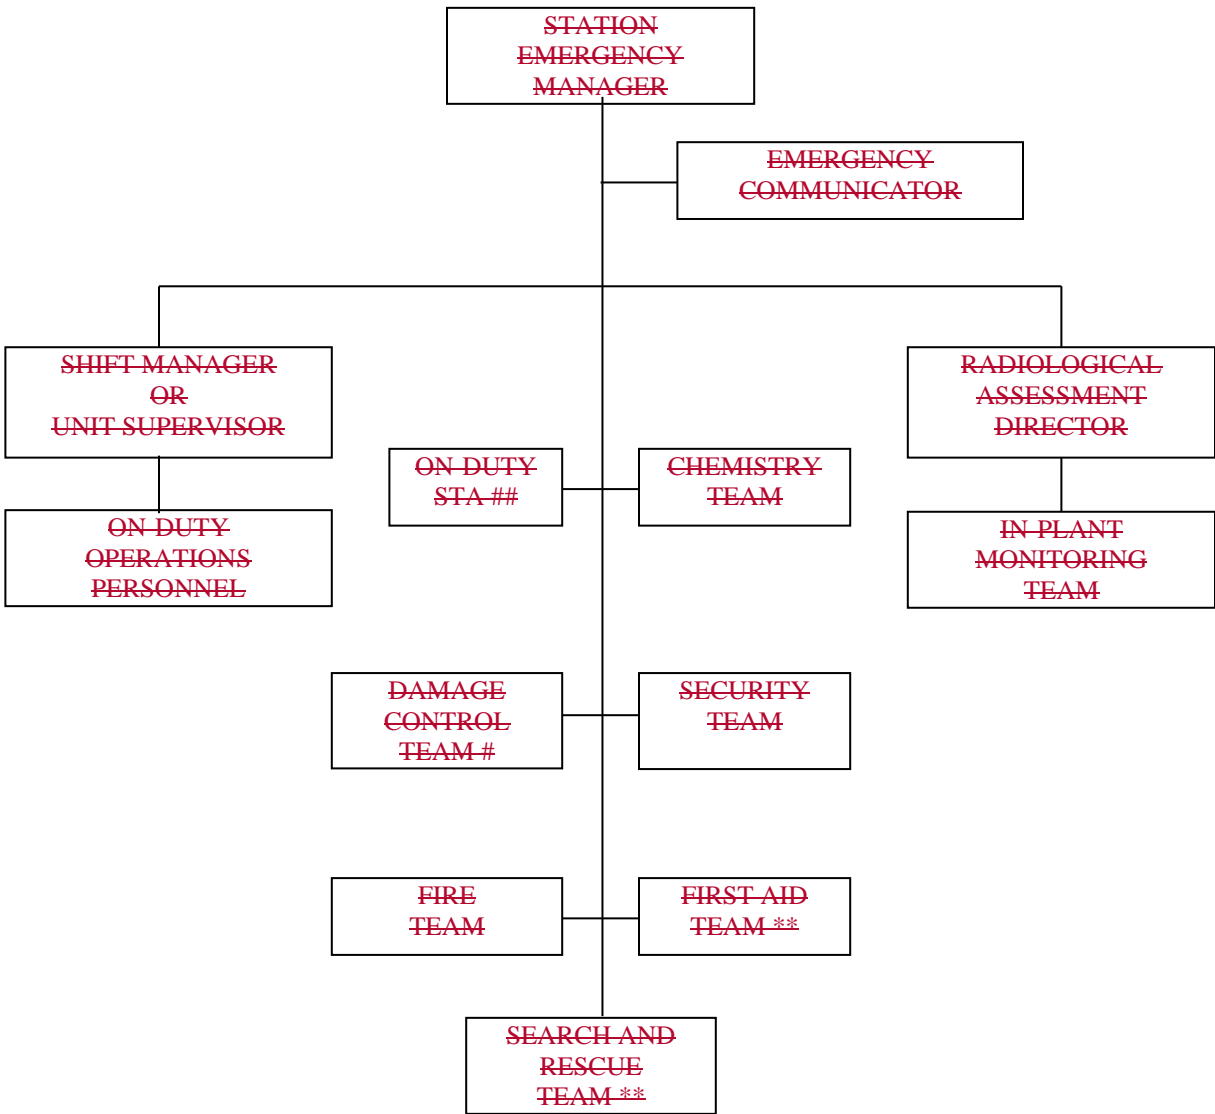 STATION
EMERGENCY
MANAGER
EMERGENCY
COMMUNICATOR
SHIFT MANAGER
OR
UNIT SUPERVISOR
RADIOLOGICAL
ASSESSMENT
DIRECTOR
ON DUTY
STA ##
CHEMISTRY
TEAM
ON DUTY
OPERATIONS
PERSONNEL
IN PLANT
MONITORING
TEAM
DAMAGE
CONTROL
TEAM #
SECURITY
TEAM
FIRE
TEAM
FIRST AID
TEAM **
SEARCH AND
RESCUE
TEAM **